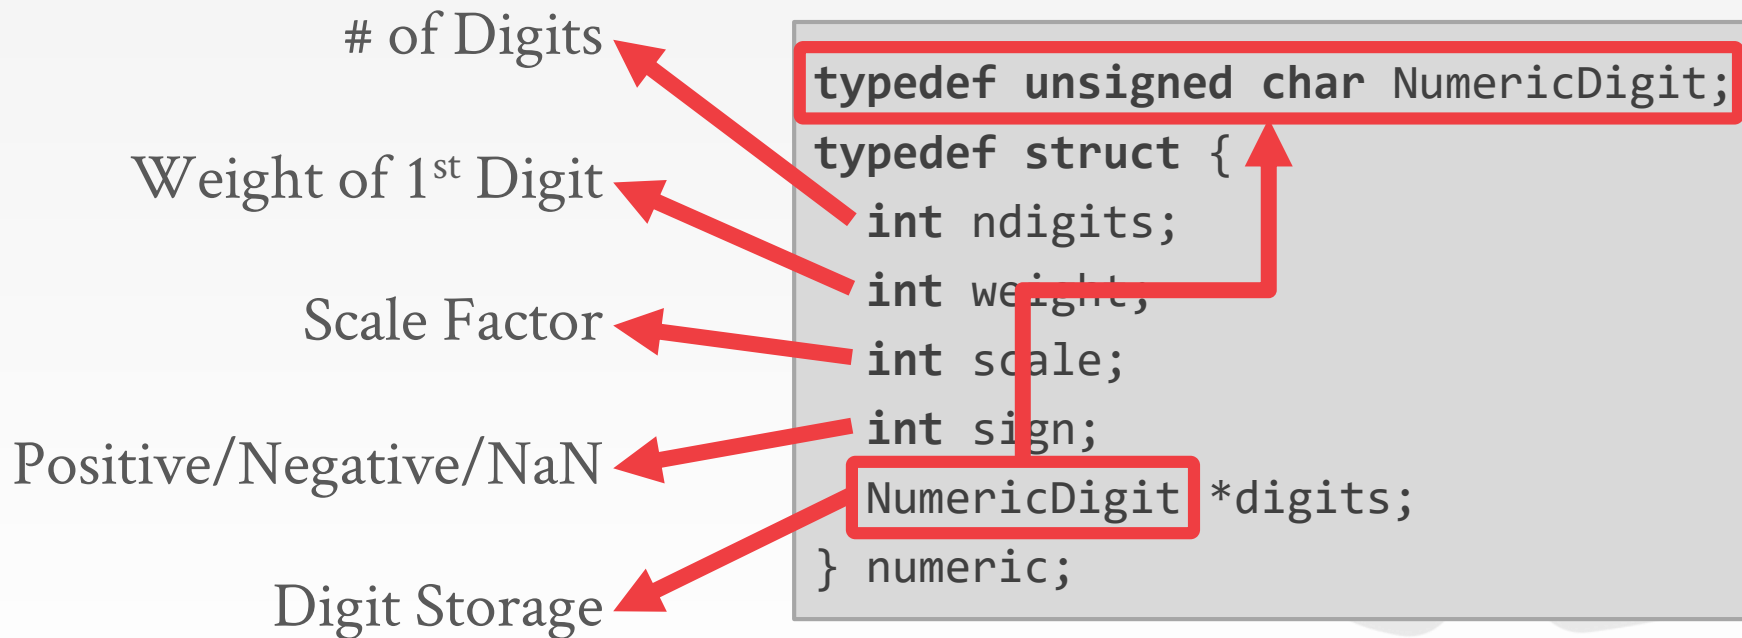 # of Digits
Weight of 1st Digit
Scale Factor
Positive/Negative/NaN
Digit Storage
typedef unsigned char NumericDigit;
typedef struct {
int ndigits;
int weight;
int scale;
int sign;
NumericDigit *digits;
} numeric;